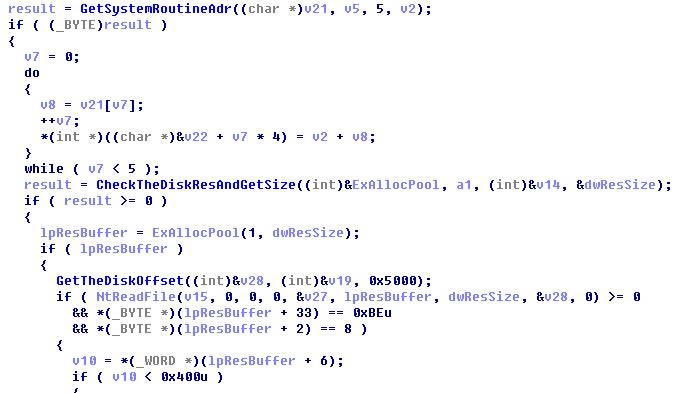 result = GetSystemRoutineAdr((char *)v21, v5, 5, v2);
if ( (_BYTE)result )
{
v7 = 0;
do
{
v8 = v21[v7];
++v7;
*(int *)((char *)&v22 + v7 * 4) = v2 + v8;
}
while ( v7 < 5 );
result = CheckTheDiskResAndGetSize((int)&ExAllocPool, a1, (int)&v14, &dwResSize);
if ( result >= 0 )
{
lpResBuffer = ExAllocPool(1, dwResSize);
if ( lpResBuffer )
{
GetTheDiskOffset((int)&v28, (int)&v19, 0x5000);
if ( NtReadFile(v15, 0, 0, 0, &v27, lpResBuffer, dwResSize, &v28, 0) >= 0
&& *(_BYTE *)(lpResBuffer + 33) == 0xBEu
&& *(_BYTE *)(lpResBuffer + 2) == 8 )
{
v10 = *(_WORD *)(lpResBuffer + 6);
if ( v10 < 0x400u )
{